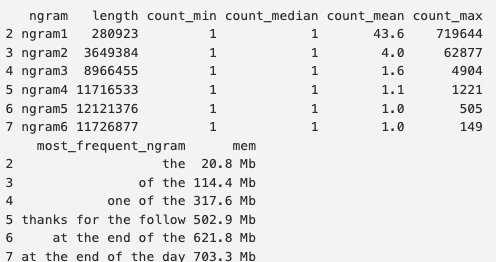 ngram length count_min count_median count_mean count_max
2 ngram1 280923 1 1 43.6 719644
3 ngram2 3649384 1 1 4.0 62877
4 ngram3 8966455 1 1 1.6 4904
5 ngram4 11716533 1 1 1.1 1221
6 ngram5 12121376 1 1 1.0 505
7 ngram6 11726877 1 1 1.0 149
most_frequent_ngram mem
2 the 20.8 Mb
3 of the 114.4 Mb
4 one of the 317.6 Mb
5 thanks for the follow 502.9 Mb
6 at the end of the 621.8 Mb
7 at the end of the day 703.3 Mb